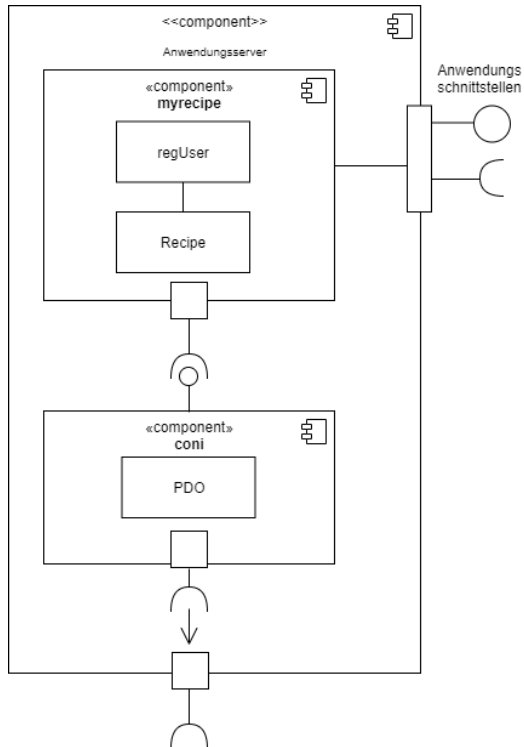 <<component>>
Anwendungsserver
Anwendungs
schnittstellen
«component»
myrecipe
regUser
Recipe
«component»
coni
PDO